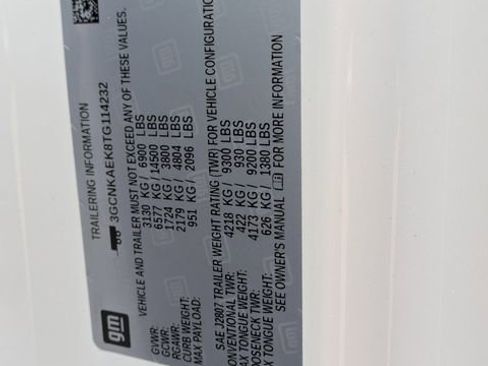 TRAILERING INFORMATION
3GCNKAEK8TG114232
VEHICLE AND TRAILER MUST NOT EXCEED ANY OF THESE VALUES.
GVWR: 3130 KG / 6900 LBS
GCWR: 6577 KG / 14500 LBS
RGAWR: 1724 KG / 3800 LBS
CURB WEIGHT: 2179 KG / 4804 LBS
MAX PAYLOAD: 951 KG / 2096 LBS
SAE J2807 TRAILER WEIGHT RATING (TWR) FOR VEHICLE CONFIGURATIO
CONVENTIONAL TWR: 4218 KG / 9300 LBS
MAX TONGUE WEIGHT: 422 KG / 930 LBS
GOOSENECK TWR: 4173 KG / 9200 LBS
MAX TONGUE WEIGHT: 626 KG / 1380 LBS
SEE OWNER'S MANUAL FOR MORE INFORMATION
gm